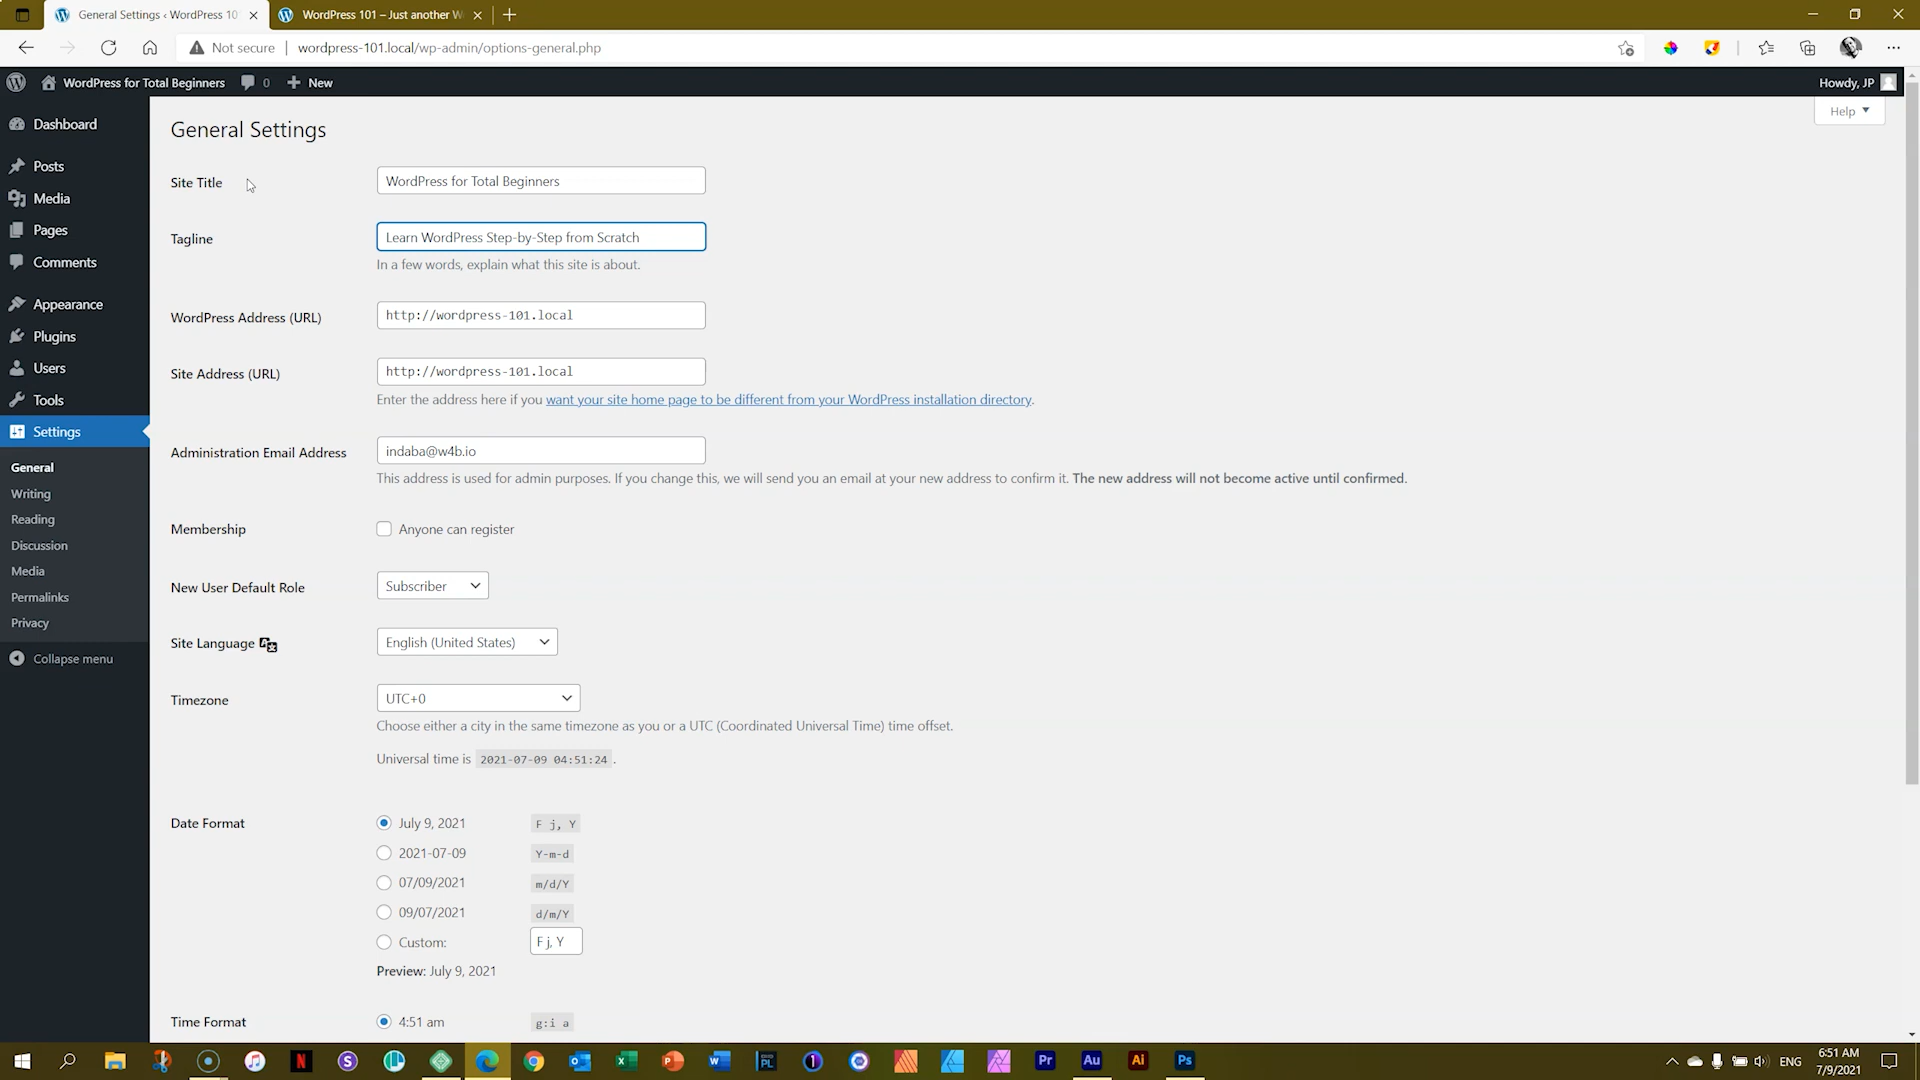 General Settings ‹ WordPress 10
WordPress 101 – Just another W
Not secure
wordpress-101.local/wp-admin/options-general.php
WordPress for Total Beginners
0
New
Howdy, JP
Help
Dashboard
Posts
Media
Pages
Comments
Appearance
Plugins
Users
Tools
Settings
General
Writing
Reading
Discussion
Media
Permalinks
Privacy
Collapse menu
General Settings
Site Title
WordPress for Total Beginners
Tagline
Learn WordPress Step-by-Step from Scratch
In a few words, explain what this site is about.
WordPress Address (URL)
http://wordpress-101.local
Site Address (URL)
http://wordpress-101.local
Enter the address here if you want your site home page to be different from your WordPress installation directory.
Administration Email Address
indaba@w4b.io
This address is used for admin purposes. If you change this, we will send you an email at your new address to confirm it. The new address will not become active until confirmed.
Membership
Anyone can register
New User Default Role
Subscriber
Site Language
English (United States)
Timezone
UTC+0
Choose either a city in the same timezone as you or a UTC (Coordinated Universal Time) time offset.
Universal time is 2021-07-09 04:51:24 .
Date Format
July 9, 2021
F j, Y
2021-07-09
Y-m-d
07/09/2021
m/d/Y
09/07/2021
d/m/Y
Custom:
F j, Y
Preview: July 9, 2021
Time Format
4:51 am
g:i a
N
S
PL
1
Pr
Au
Ai
Ps
ENG
6:51 AM
7/9/2021